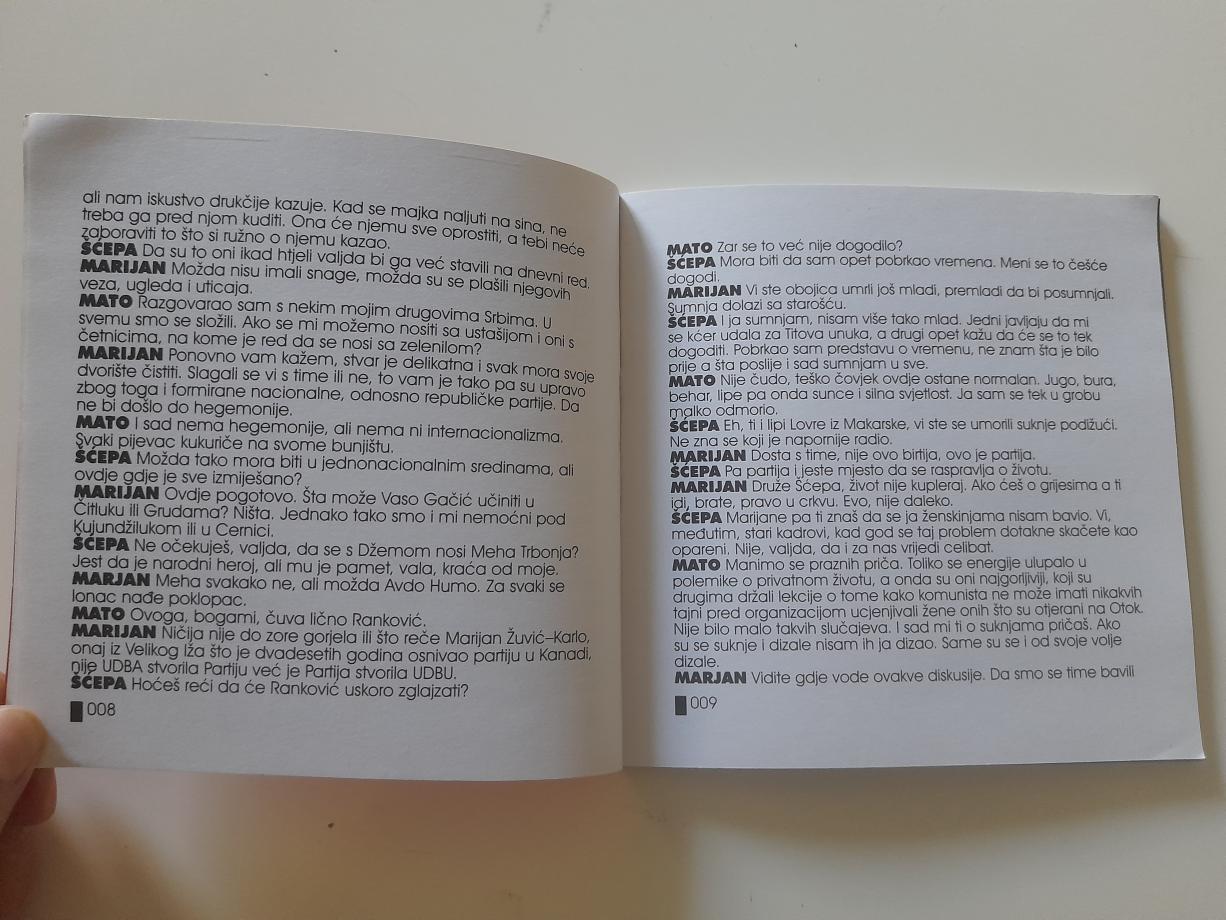 ali nam iskustvo drukčije kazuje. Kad se majka naljuti na sina, ne
treba ga pred njom kuditi. Ona će njemu sve oprostiti, a tebi neće
zaboraviti to što si ružno o njemu kazao.
ŠĆEPA Da su to oni ikad htjeli valjda bi ga već stavili na dnevni red.
MARIJAN Možda nisu imali snage, možda su se plašili njegovih
veza, ugleda i uticaja.
MATO Razgovarao sam s nekim mojim drugovima Srbima. U
svemu smo se složili. Ako se mi možemo nositi sa ustašijom i oni s
četnicima, na kome je red da se nosi sa zelenilom?
MARIJAN Ponovno vam kažem, stvar je delikatna i svak mora svoje
dvorište čistiti. Slagali se vi s time ili ne, to vam je tako pa su upravo
zbog toga i formirane nacionalne, odnosno republičke partije. Da
ne bi došlo do hegemonije.
MATO I sad nema hegemonije, ali nema ni internacionalizma.
Svaki pijevac kukuriče na svome bunjištu.
ŠĆEPA Možda tako mora biti u jednonacionalnim sredinama, ali
ovdje gdje je sve izmiješano?
MARIJAN Ovdje pogotovo. Šta može Vaso Gačić učiniti u
Čitluku ili Grudama? Ništa. Jednako tako smo i mi nemoćni pod
Kujundžilukom ili u Cernici.
ŠĆEPA Ne očekuješ, valjda, da se s Džemom nosi Meha Trbonja?
Jest da je narodni heroj, ali mu je pamet, vala, kraća od moje.
MARJAN Meha svakako ne, ali možda Avdo Humo. Za svaki se
lonac nađe poklopac.
MATO Ovoga, bogami, čuva lično Ranković.
MARIJAN Ničija nije do zore gorjela ili što reče Marijan Žuvić–Karlo,
onaj iz Velikog Iža što je dvadesetih godina osnivao partiju u Kanadi,
nije UDBA stvorila Partiju već je Partija stvorila UDBU.
ŠĆEPA Hoćeš reći da će Ranković uskoro zglajzati?
008
MATO Zar se to već nije dogodilo?
ŠĆEPA Mora biti da sam opet pobrkao vremena. Meni se to češće
dogodi.
MARIJAN Vi ste obojica umrli još mladi, premladi da bi posumnjali.
Sumnja dolazi sa starošću.
ŠĆEPA I ja sumnjam, nisam više tako mlad. Jedni javljaju da mi
se kćer udala za Titova unuka, a drugi opet kažu da će se to tek
dogoditi. Pobrkao sam predstavu o vremenu, ne znam šta je bilo
prije a šta poslije i sad sumnjam u sve.
MATO Nije čudo, teško čovjek ovdje ostane normalan. Jugo, bura,
behar, lipe pa onda sunce i silna svjetlost. Ja sam se tek u grobu
malko odmorio.
ŠĆEPA Eh, ti i lipi Lovre iz Makarske, vi ste se umorili suknje podižući.
Ne zna se koji je napornije radio.
MARIJAN Dosta s time, nije ovo birtija, ovo je partija.
ŠĆEPA Pa partija i jeste mjesto da se raspravlja o životu.
MARIJAN Druže Šćepa, život nije kupleraj. Ako ćeš o grijesima a ti
idi, brate, pravo u crkvu. Evo, nije daleko.
ŠĆEPA Marijane pa ti znaš da se ja ženskinjama nisam bavio. Vi,
međutim, stari kadrovi, kad god se taj problem dotakne skačete kao
opareni. Nije, valjda, da i za nas vrijedi celibat.
MATO Manimo se praznih priča. Toliko se energije ulupalo u
polemike o privatnom životu, a onda su oni najgorljiviji, koji su
drugima držali lekcije o tome kako komunista ne može imati nikakvih
tajni pred organizacijom ucjenjivali žene onih što su otjerani na Otok.
Nije bilo malo takvih slučajeva. I sad mi ti o suknjama pričaš. Ako
su se suknje i dizale nisam ih ja dizao. Same su se i od svoje volje
dizale.
MARJAN Vidite gdje vode ovakve diskusije. Da smo se time bavili
009